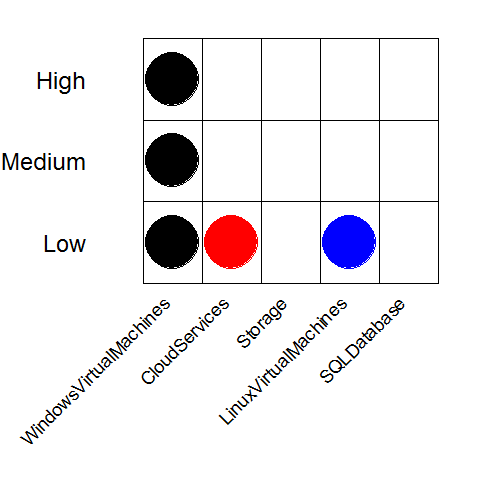 High
Medium
Low
WindowsVirtualMachines
CloudServices
Storage
LinuxVirtualMachines
SQLDatabase